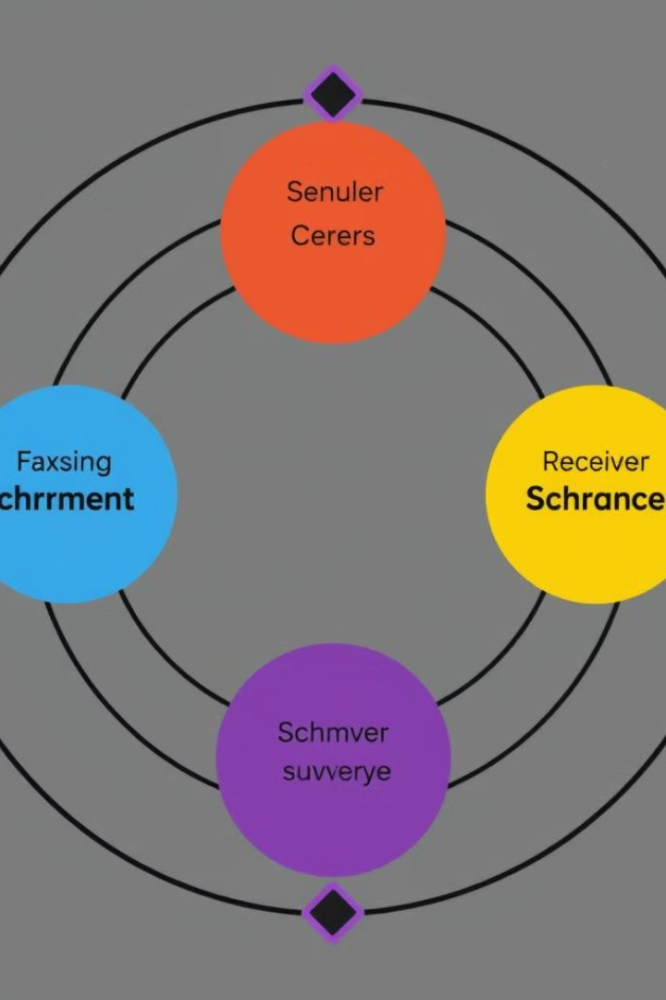 Senuler
Cerers
Faxsing
chrrment
Receiver
Schrance
Schmver
suvverye